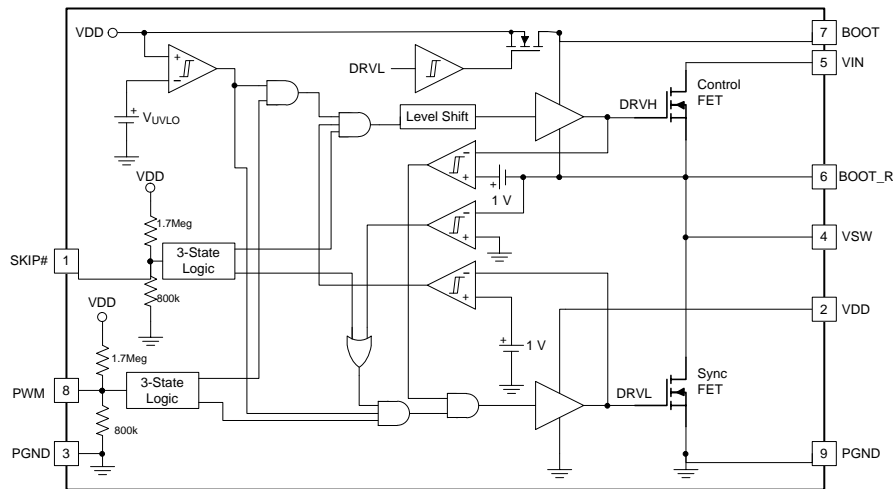 VDD
7
BOOT
5
VIN
DRVL
Control
FET
DRVH
VUVLO
Level Shift
1 V
6
BOOT_R
VDD
1.7Meg
SKIP#
1
3-State
Logic
4
VSW
800k
VDD
2
VDD
1.7Meg
1 V
PWM
8
3-State
Logic
DRVL
Sync
FET
800k
PGND
3
9
PGND